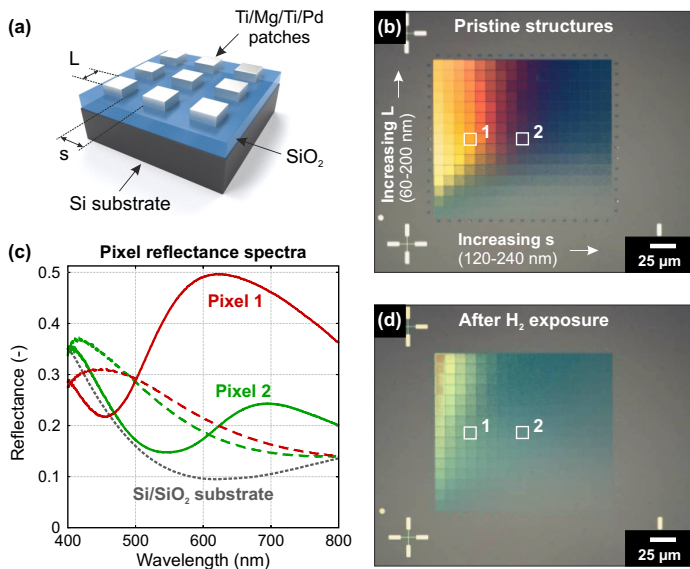 (a)
Ti/Mg/Ti/Pd
patches
L
s
SiO₂
Si substrate
(b)
Pristine structures
Increasing L
(60-200 nm)
1
2
Increasing s
(120-240 nm)
25 µm
(c)
Pixel reflectance spectra
0.5
0.4
0.3
0.2
0.1
0
Reflectance (-)
Pixel 1
Pixel 2
Si/SiO₂ substrate
400
500
600
700
800
Wavelength (nm)
(d)
After H₂ exposure
1
2
25 µm